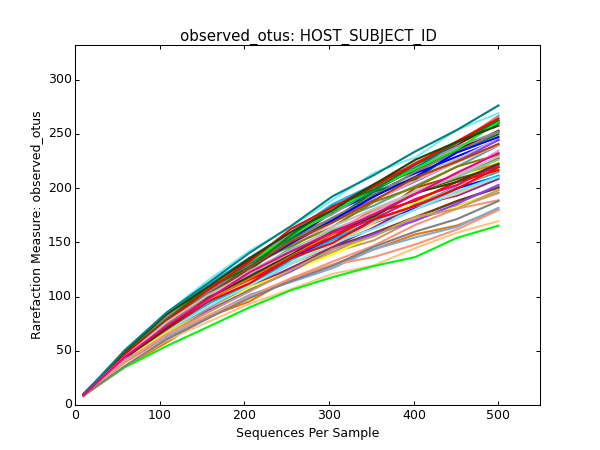 observed_otus: HOST_SUBJECT_ID
300
250
200
150
100
50
0
0 100 200 300 400 500
Rarefaction Measure: observed_otus
Sequences Per Sample